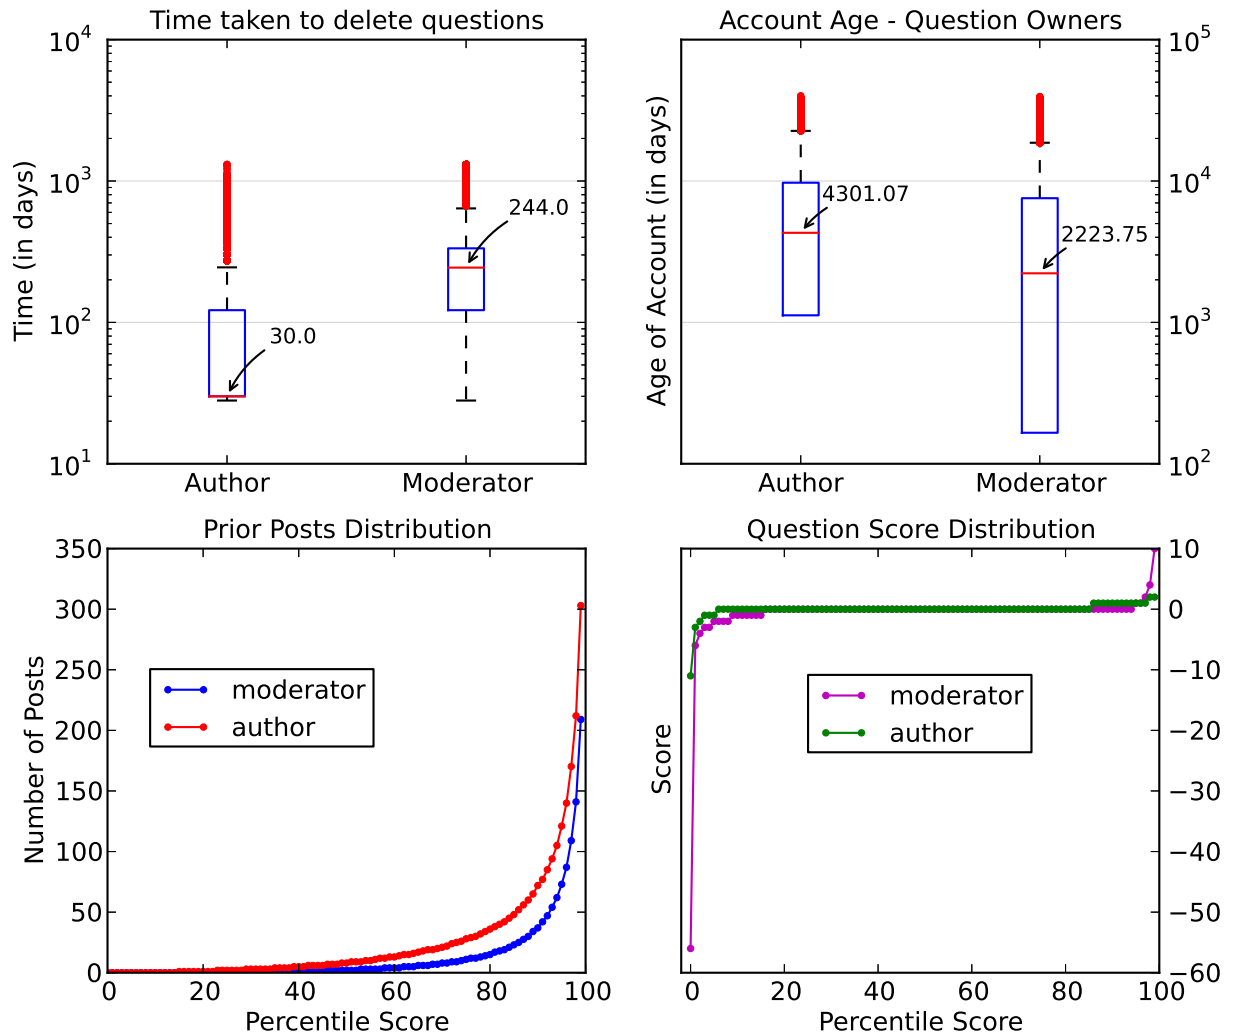 Time taken to delete questions
Account Age - Question Owners
10^4
10^3
10^2
10^1
Time (in days)
244.0
30.0
Author
Moderator
Age of Account (in days)
10^5
10^4
10^3
10^2
4301.07
2223.75
Author
Moderator
Prior Posts Distribution
Question Score Distribution
350
300
250
200
150
100
50
0
Number of Posts
moderator
author
0 20 40 60 80 100
Percentile Score
Score
moderator
author
10
0
−10
−20
−30
−40
−50
−60
0 20 40 60 80 100
Percentile Score